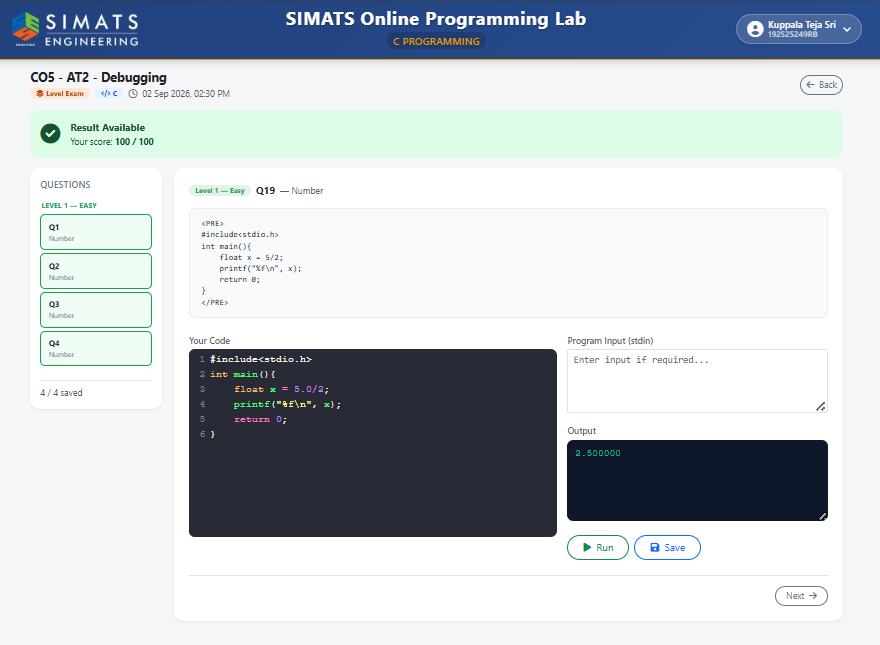 SIMATS
ENGINEERING
SIMATS Online Programming Lab
C PROGRAMMING
Kuppala Teja Sri
192525249RB
CO5 - AT2 - Debugging
Level Exam
</> C
02 Sep 2026, 02:30 PM
← Back
Result Available
Your score: 100 / 100
QUESTIONS
LEVEL 1 — EASY
Q1
Number
Q2
Number
Q3
Number
Q4
Number
4 / 4 saved
Level 1 — Easy Q19 — Number
<PRE>
#include<stdio.h>
int main(){
    float x = 5/2;
    printf("%f\n", x);
    return 0;
}
</PRE>
Your Code
1 #include<stdio.h>
2 int main(){
3     float x = 5.0/2;
4     printf("%f\n", x);
5     return 0;
6 }
Program Input (stdin)
Enter input if required...
Output
2.500000
Run
Save
Next →